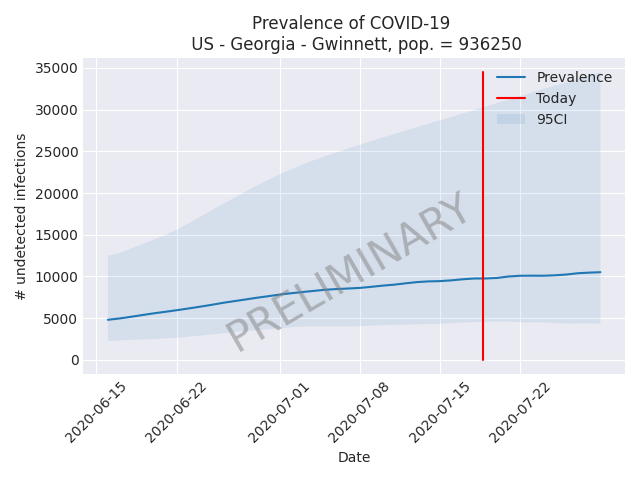 Prevalence of COVID-19
US - Georgia - Gwinnett, pop. = 936250
35000
30000
25000
20000
15000
10000
5000
0
# undetected infections
Prevalence
Today
95CI
PRELIMINARY
2020-06-15
2020-06-22
2020-07-01
2020-07-08
2020-07-15
2020-07-22
Date